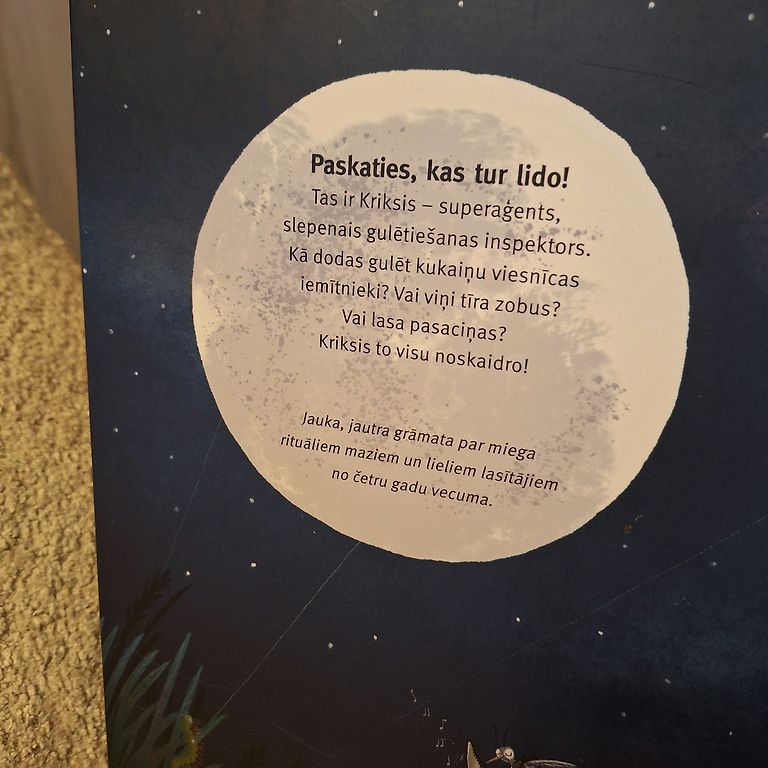 Paskaties, kas tur lido!
Tas ir Kriksis – superaģents,
slepenais gulētiešanas inspektors.
Kā dodas gulēt kukaiņu viesnīcas
iemītnieki? Vai viņi tīra zobus?
Vai lasa pasaciņas?
Kriksis to visu noskaidro!
Jauka, jautra grāmata par miega
rituāliem maziem un lieliem lasītājiem
no četru gadu vecuma.